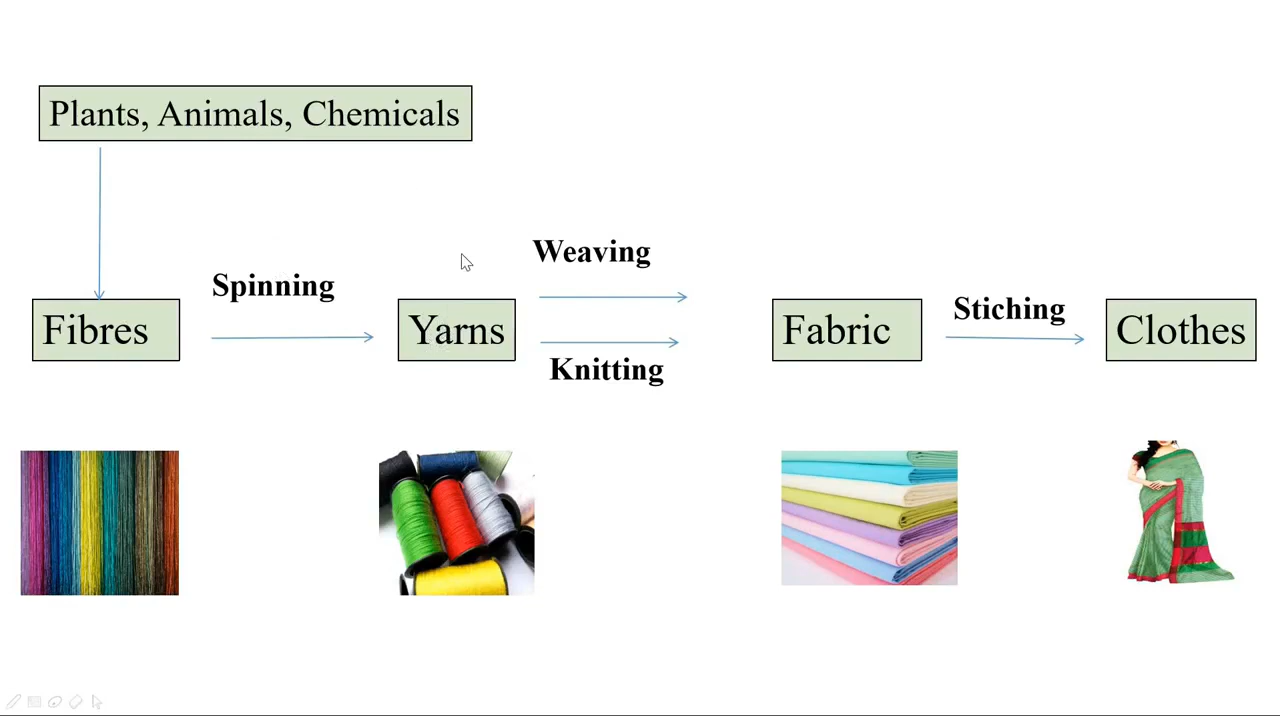 Plants, Animals, Chemicals
Weaving
Spinning
Stiching
Fibres
Yarns
Fabric
Clothes
Knitting